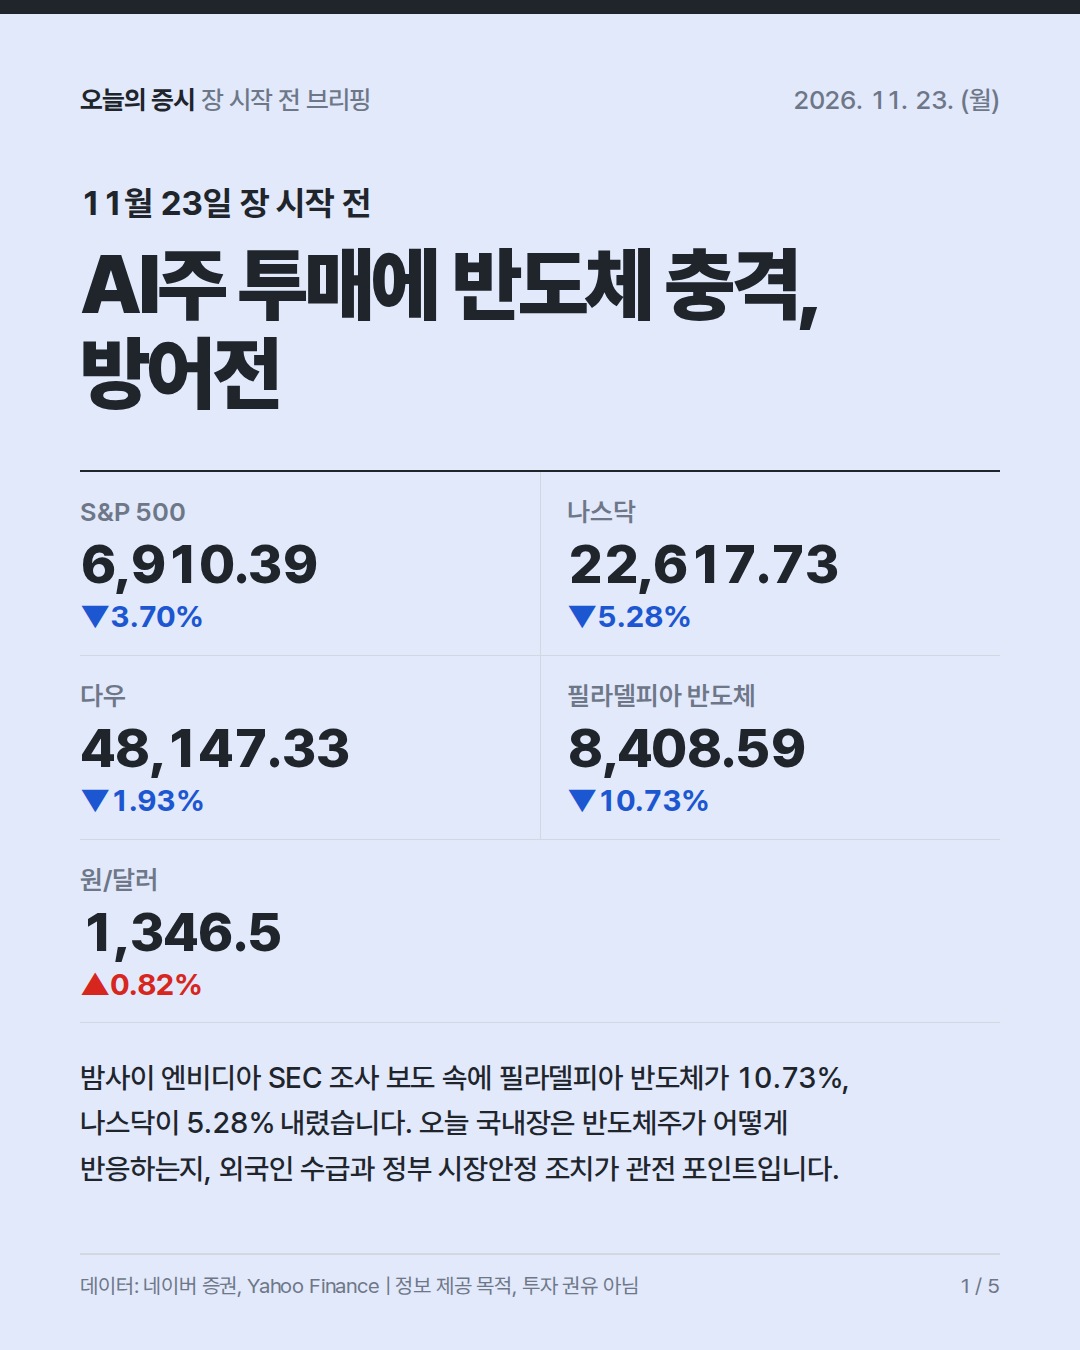 오늘의 증시 장 시작 전 브리핑
2026. 11. 23. (월)
11월 23일 장 시작 전
AI주 투매에 반도체 충격,
방어전
S&P 500
6,910.39
▼3.70%
나스닥
22,617.73
▼5.28%
다우
48,147.33
▼1.93%
필라델피아 반도체
8,408.59
▼10.73%
원/달러
1,346.5
▲0.82%
밤사이 엔비디아 SEC 조사 보도 속에 필라델피아 반도체가 10.73%,
나스닥이 5.28% 내렸습니다. 오늘 국내장은 반도체주가 어떻게
반응하는지, 외국인 수급과 정부 시장안정 조치가 관전 포인트입니다.
데이터: 네이버 증권, Yahoo Finance | 정보 제공 목적, 투자 권유 아님
1 / 5